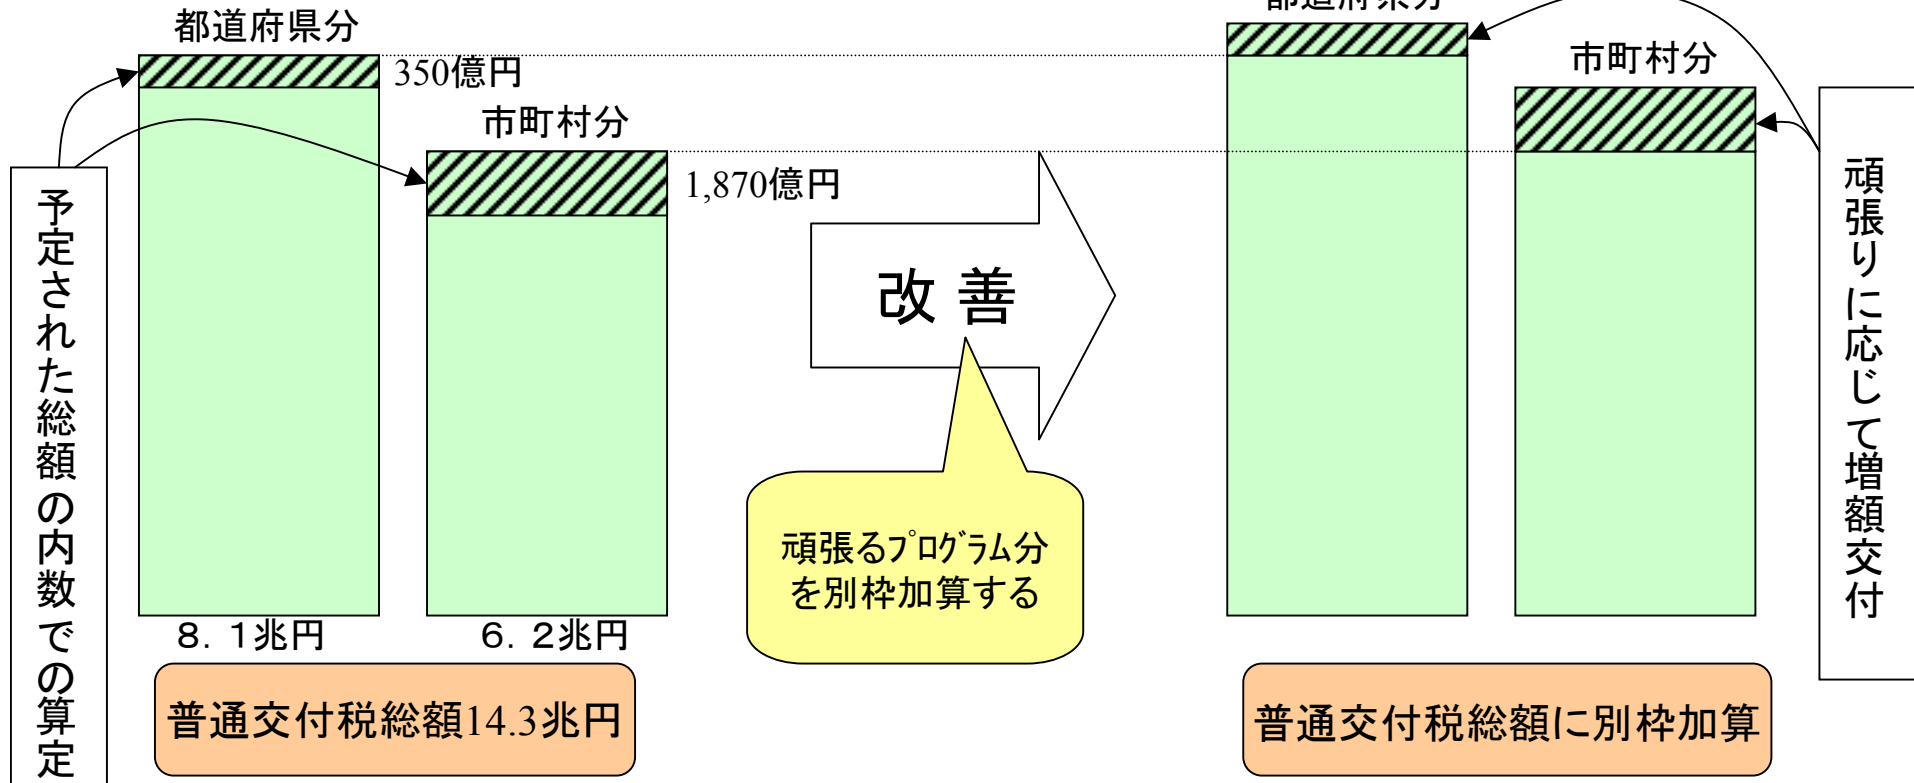 都道府県分
350億円
市町村分
1,870億円
予定された総額の内数での算定
8．1兆円
6．2兆円
普通交付税総額14.3兆円
改 善
頑張るﾌﾟﾛｸﾞﾗﾑ分
を別枠加算する
都道府県分
市町村分
頑張りに応じて増額交付
普通交付税総額に別枠加算